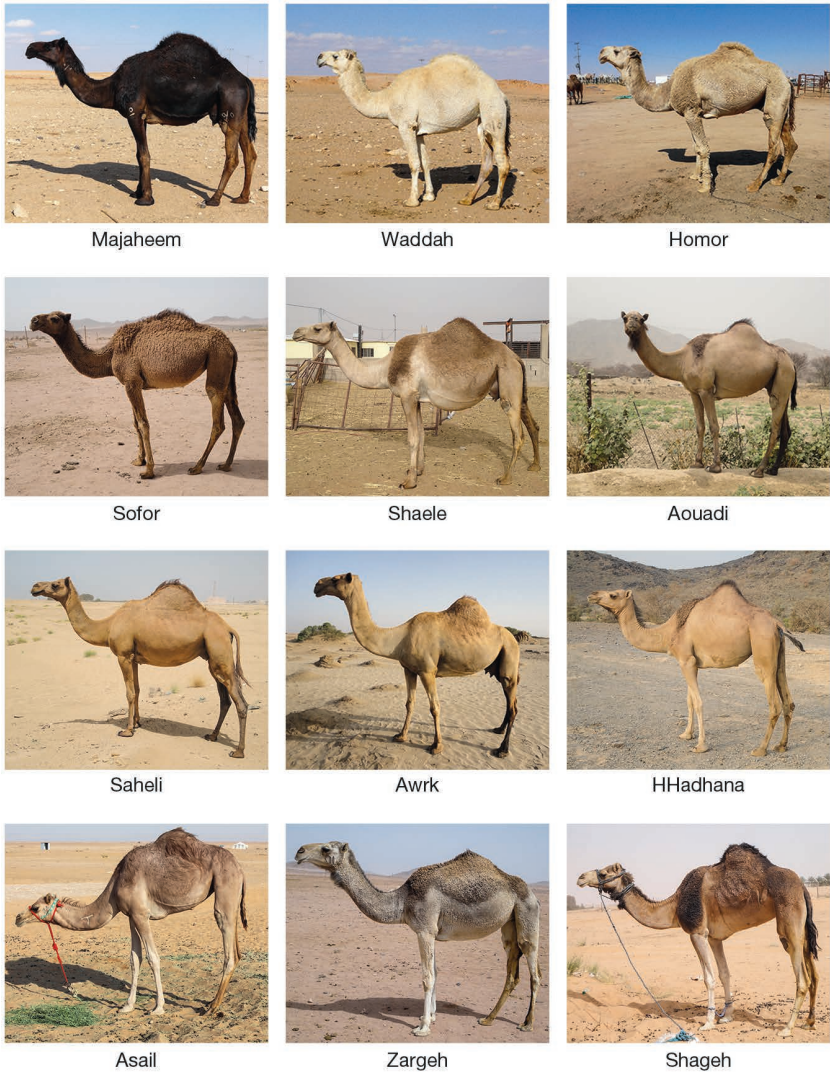 Majaheem
Waddah
Homor
Sofor
Shaele
Aouadi
Saheli
Awrk
HHadhana
Asail
Zargeh
Shageh